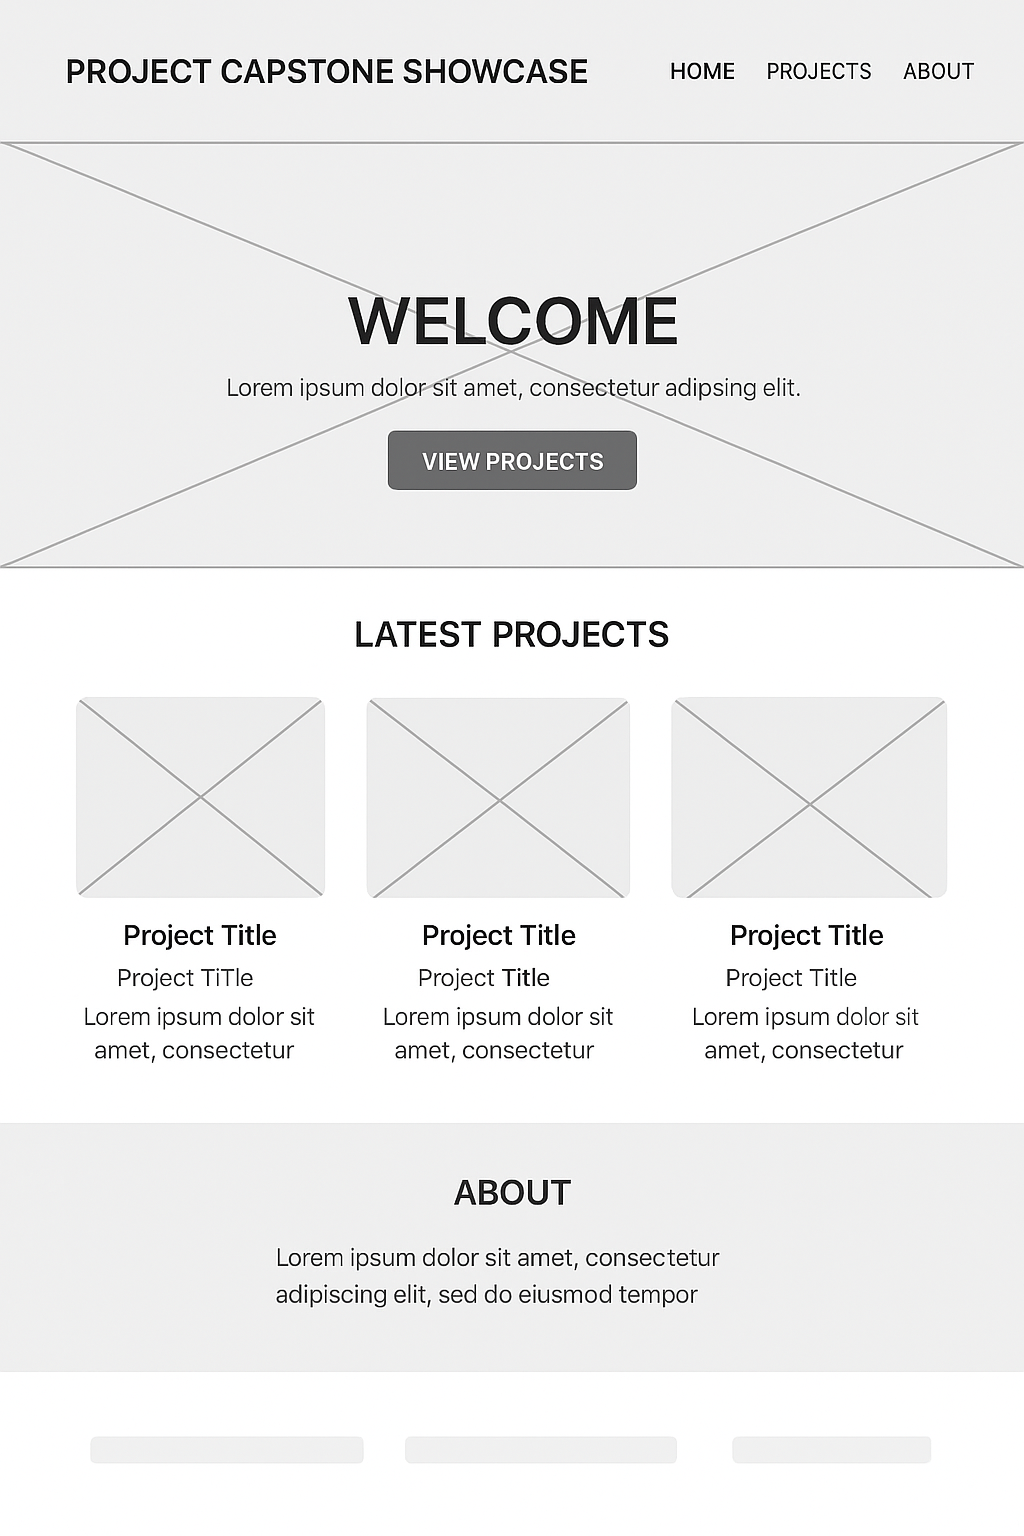 PROJECT CAPSTONE SHOWCASE
HOME PROJECTS ABOUT
WELCOME
Lorem ipsum dolor sit amet, consectetur adipsing elit.
VIEW PROJECTS
LATEST PROJECTS
Project Title
Project TiTle
Lorem ipsum dolor sit
amet, consectetur
Project Title
Project Title
Lorem ipsum dolor sit
amet, consectetur
Project Title
Project Title
Lorem ipsum dolor sit
amet, consectetur
ABOUT
Lorem ipsum dolor sit amet, consectetur
adipiscing elit, sed do eiusmod tempor